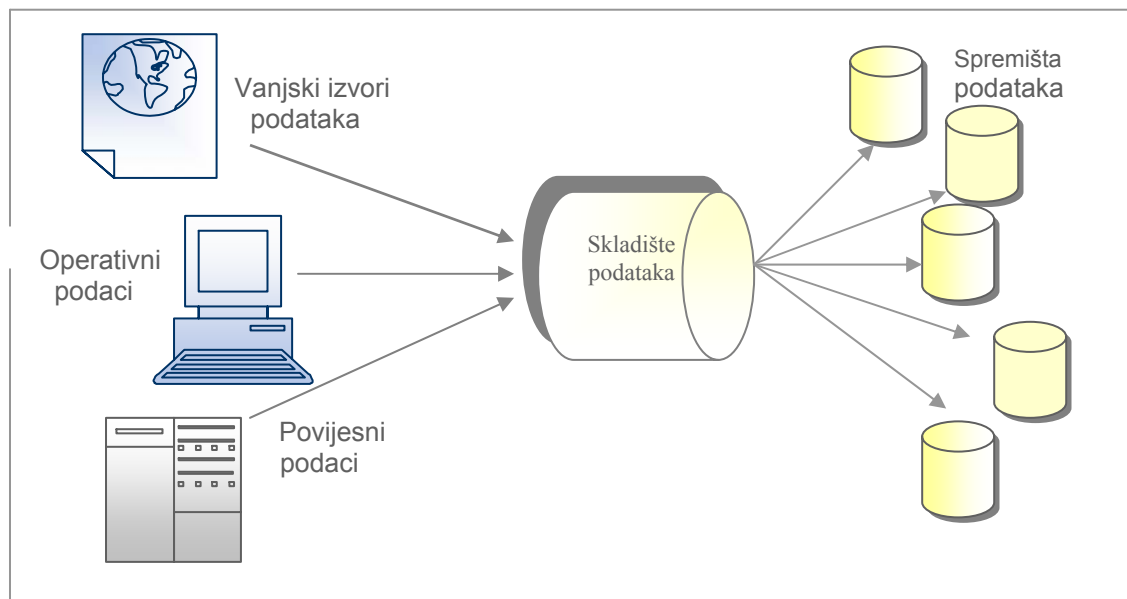 Vanjski izvori
podataka
Spremišta
podataka
Operativni
podaci
Skladište
podataka
Povijesni
podaci